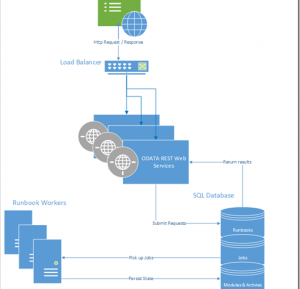 Http Request / Response
Load Balancer
ODATA REST Web
Services
Return results
SQL Database
Submit Requests
Runbook Workers
Runbooks
Pick up Jobs
Jobs
Persist State
Modules & Activies